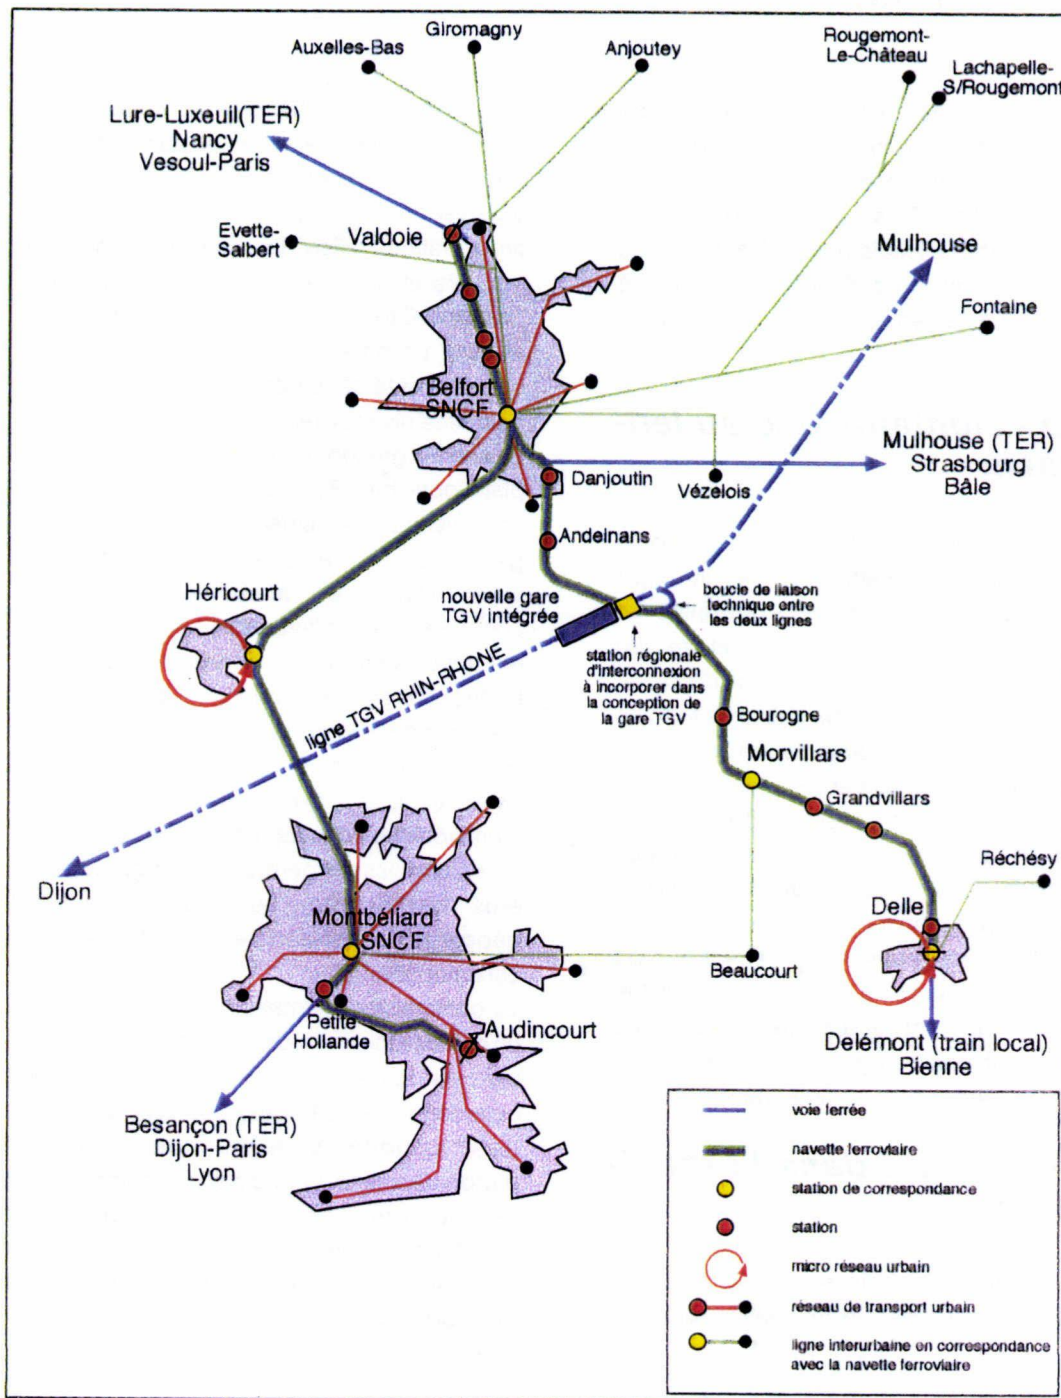 Giromagny
Auxelles-Bas
Anjoutey
Rougemont-
Le-Château
Lachapelle-
S/Rougemont
Lure-Luxeuil(TER)
Nancy
Vesoul-Paris
Evette-
Salbert
Valdoie
Mulhouse
Fontaine
Belfort
SNCF
Mulhouse (TER)
Strasbourg
Bâle
Danjoutin
Vézelois
Andelnans
Héricourt
nouvelle gare
TGV intégrée
boucle de liaison
technique entre
les deux lignes
station régionale
d'interconnexion
à incorporer dans
la conception de
la gare TGV
ligne TGV RHIN-RHONE
Bourogne
Morvillars
Grandvillars
Dijon
Réchésy
Delle
Montbéliard
SNCF
Beaucourt
Petite
Hollande
Audincourt
Delémont (train local)
Bienne
Besançon (TER)
Dijon-Paris
Lyon
voie ferrée
navette ferroviaire
station de correspondance
station
micro réseau urbain
réseau de transport urbain
ligne interurbaine en correspondance
avec la navette ferroviaire